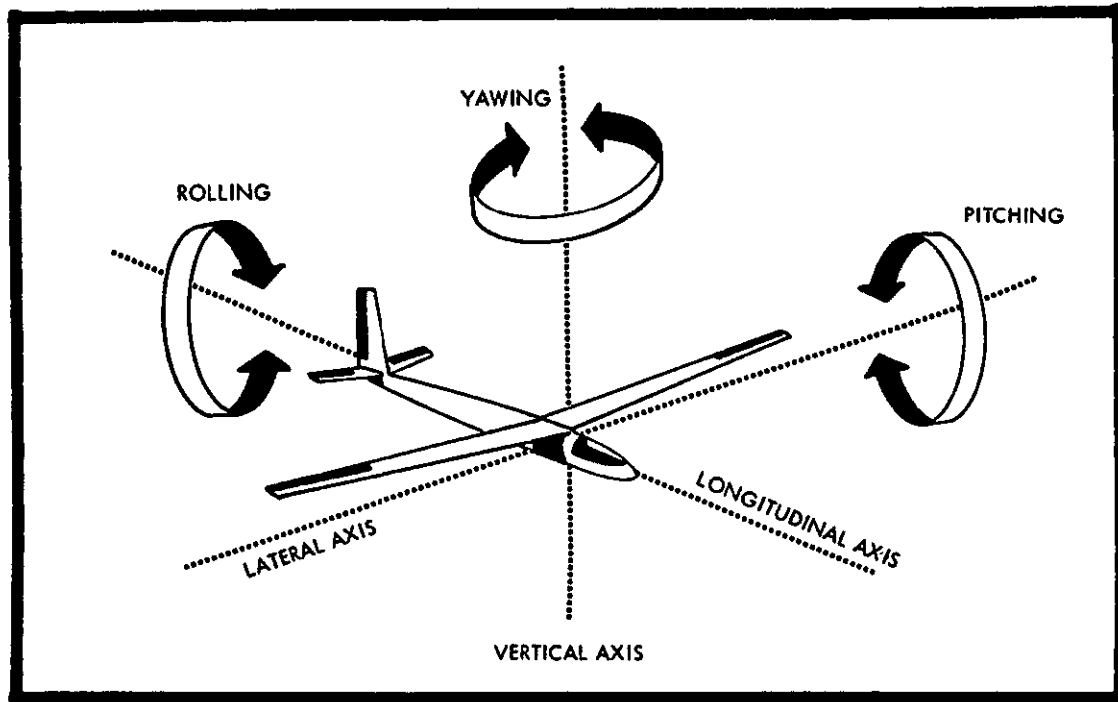 YAWING
ROLLING
PITCHING
LONGITUDINAL AXIS
LATERAL AXIS
VERTICAL AXIS